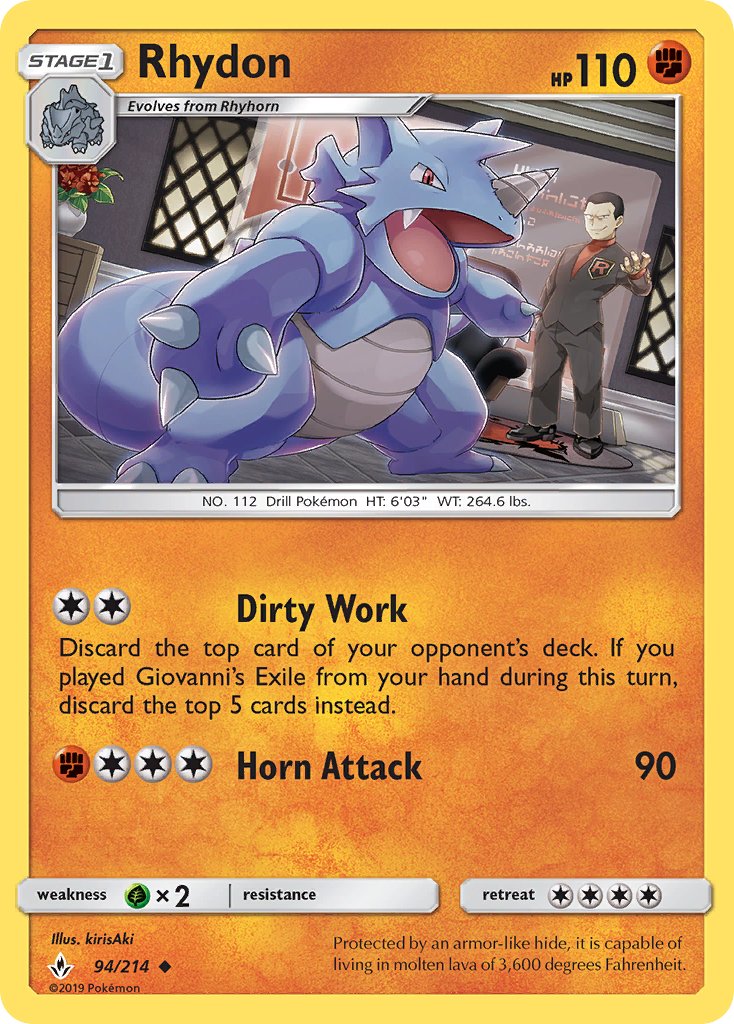 STAGE1
Rhydon
HP 110
Evolves from Rhyhorn
R
NO. 112 Drill Pokémon HT: 6'03" WT: 264.6 lbs.
Dirty Work
Discard the top card of your opponent's deck. If you
played Giovanni's Exile from your hand during this turn,
discard the top 5 cards instead.
Horn Attack 90
weakness ×2 resistance retreat
Illus. kirisAki
94/214
©2019 Pokémon
Protected by an armor-like hide, it is capable of
living in molten lava of 3,600 degrees Fahrenheit.